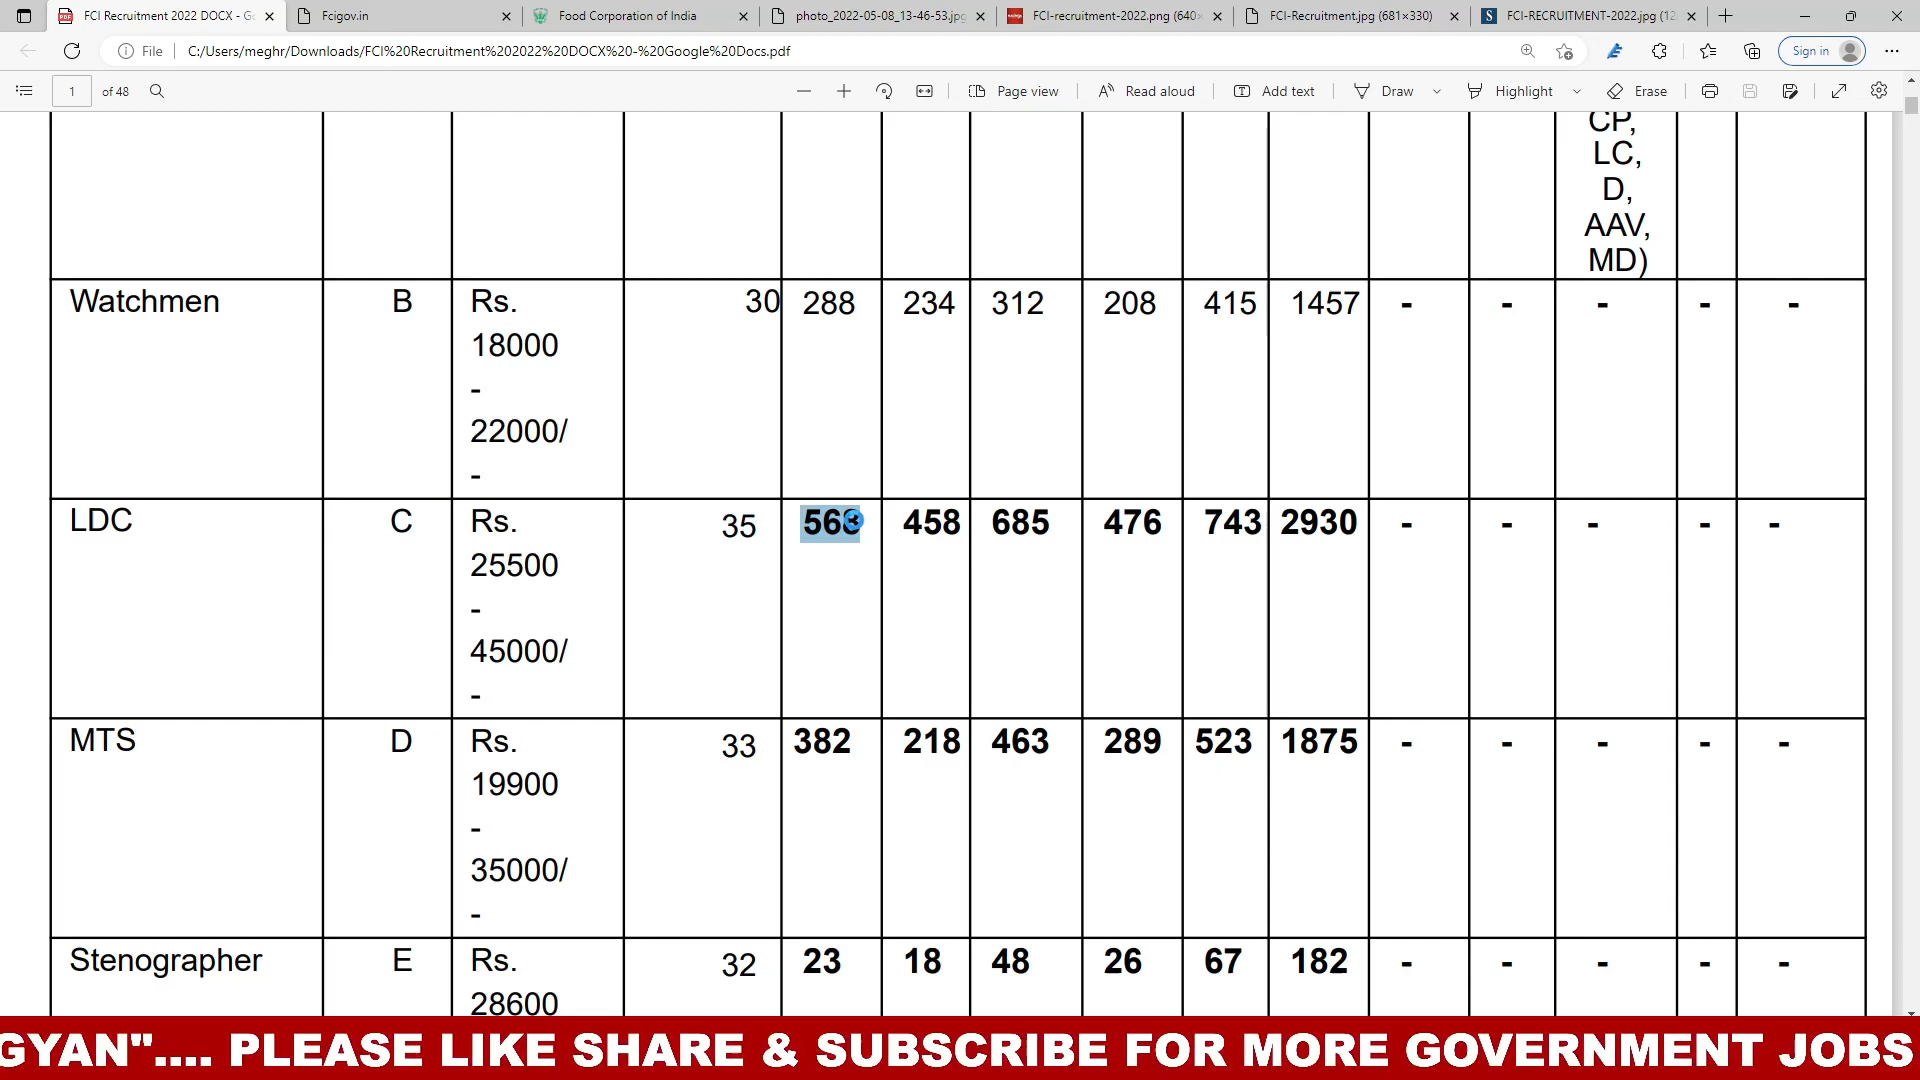 FCI Recruitment 2022 DOCX - Go
Fcigov.in
Food Corporation of India
photo_2022-05-08_13-46-53.jpg
FCI-recruitment-2022.png (640×
FCI-Recruitment.jpg (681×330)
FCI-RECRUITMENT-2022.jpg (12
File
C:/Users/meghr/Downloads/FCI%20Recruitment%202022%20DOCX%20-%20Google%20Docs.pdf
Sign in
1 of 48
Page view
Read aloud
Add text
Draw
Highlight
Erase
CP,
LC,
D,
AAV,
MD)
Watchmen B Rs. 30 288 234 312 208 415 1457 - - - - -
18000
-
22000/
-
LDC C Rs. 35 563 458 685 476 743 2930 - - - - -
25500
-
45000/
-
MTS D Rs. 33 382 218 463 289 523 1875 - - - - -
19900
-
35000/
-
Stenographer E Rs. 32 23 18 48 26 67 182 - - - - -
28600
GYAN".... PLEASE LIKE SHARE & SUBSCRIBE FOR MORE GOVERNMENT JOBS